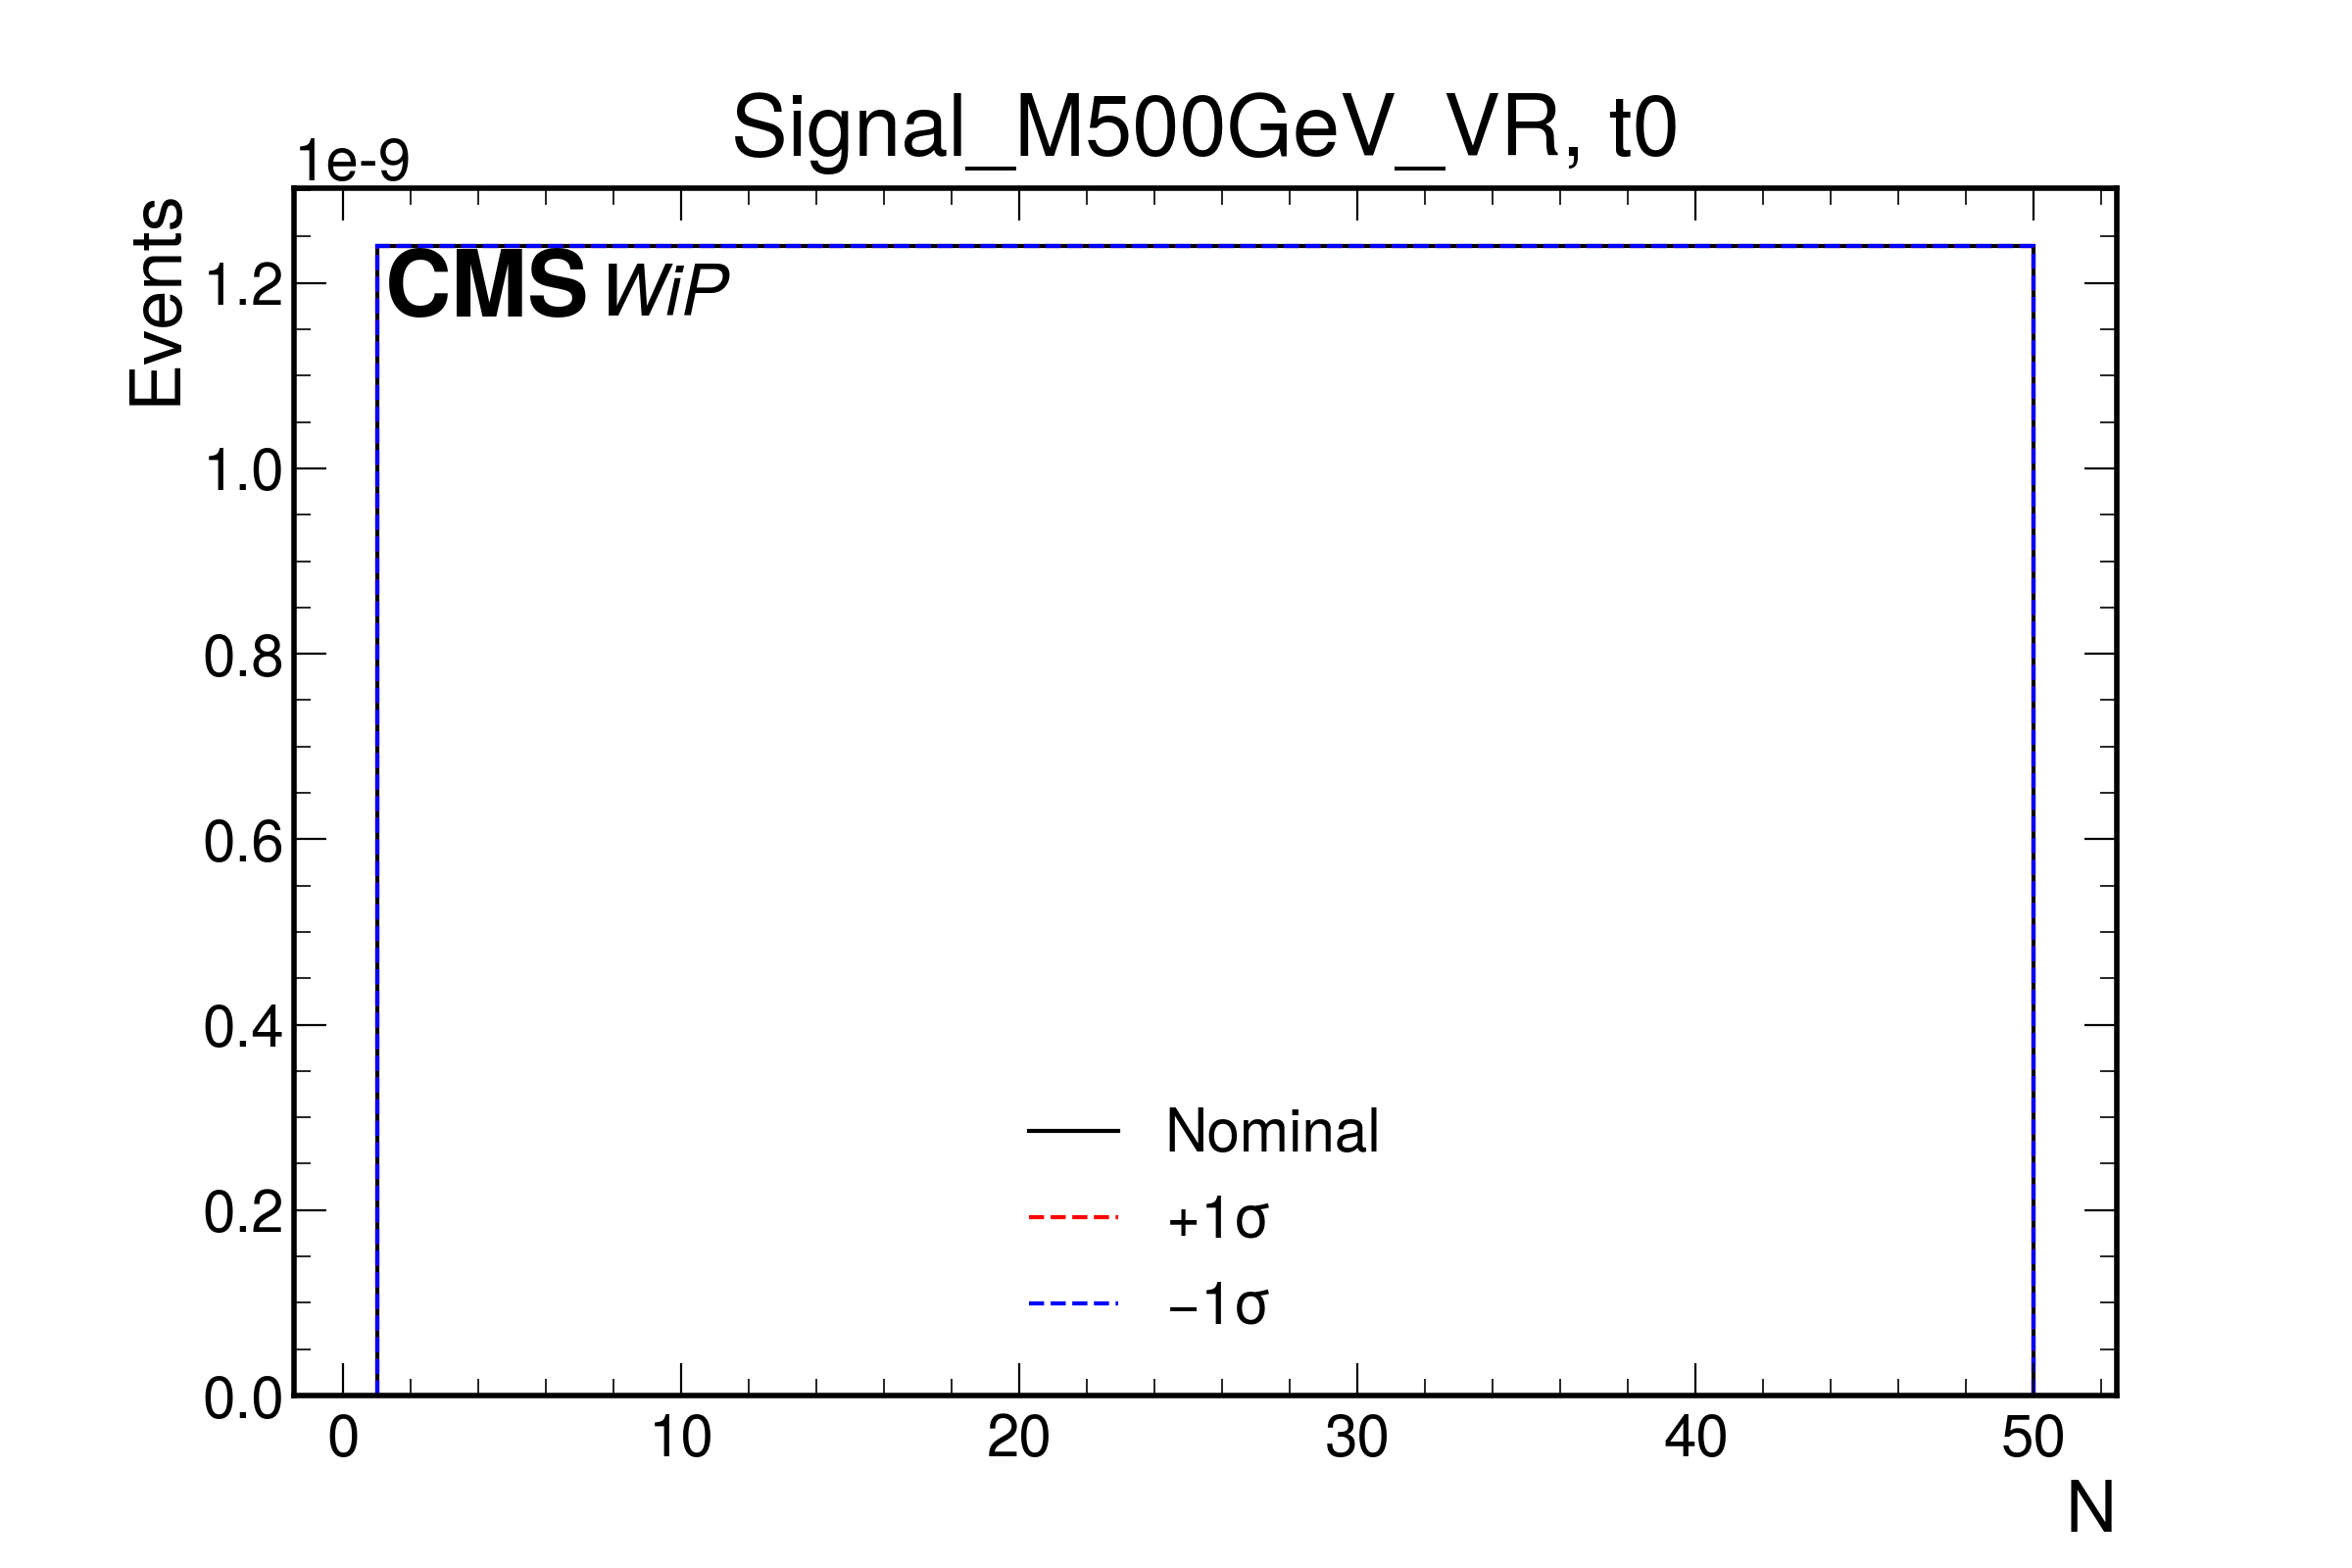 Signal_M500GeV_VR, t0
1e-9
Events
CMS WiP
1.2
1.0
0.8
0.6
0.4
0.2
0.0
Nominal
+1σ
−1σ
0 10 20 30 40 50
N